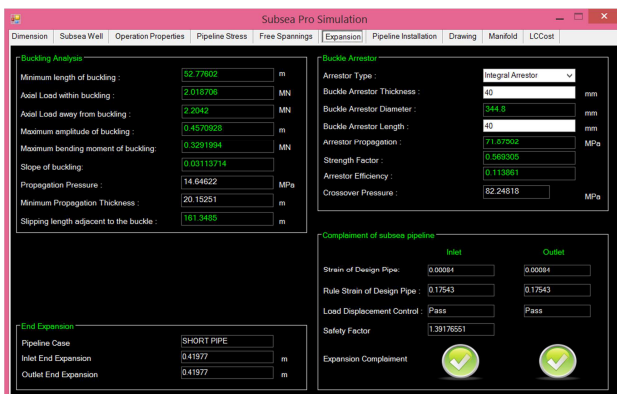 Subsea Pro Simulation
Dimension Subsea Well Operation Properties Pipeline Stress Free Spannings Expansion Pipeline Installation Drawing Manifold LCCost
Buckling Analysis
Minimum length of buckling : 52.77602 m
Axial Load within buckling : 2.018706 MN
Axial Load away from buckling : 2.2042 MN
Maximum amplitude of buckling : 0.4570928 m
Maximum bending moment of buckling: 0.3291994 MN
Slope of buckling: 0.03113714
Propagation Pressure : 14.64622 MPa
Minimum Propagation Thickness : 20.15251 m
Slipping length adjacent to the buckle : 161.3485 m
End Expansion
Pipeline Case SHORT PIPE
Inlet End Expansion 0.41977 m
Outlet End Expansion 0.41977 m
Buckle Arrestor
Arrestor Type : Integral Arrestor
Buckle Arrestor Thickness : 40 mm
Buckle Arrestor Diameter : 344.8 mm
Buckle Arrestor Length : 40 mm
Arrestor Propagation : 71.87502 MPa
Strength Factor : 0.569305
Arrestor Efficiency : 0.113861
Crossover Pressure : 82.24818 MPa
Complaiment of subsea pipeline
Inlet Outlet
Strain of Design Pipe: 0.00084 0.00084
Rule Strain of Design Pipe : 0.17543 0.17543
Load Displacement Control : Pass Pass
Safety Factor 1.39176551
Expansion Complaiment